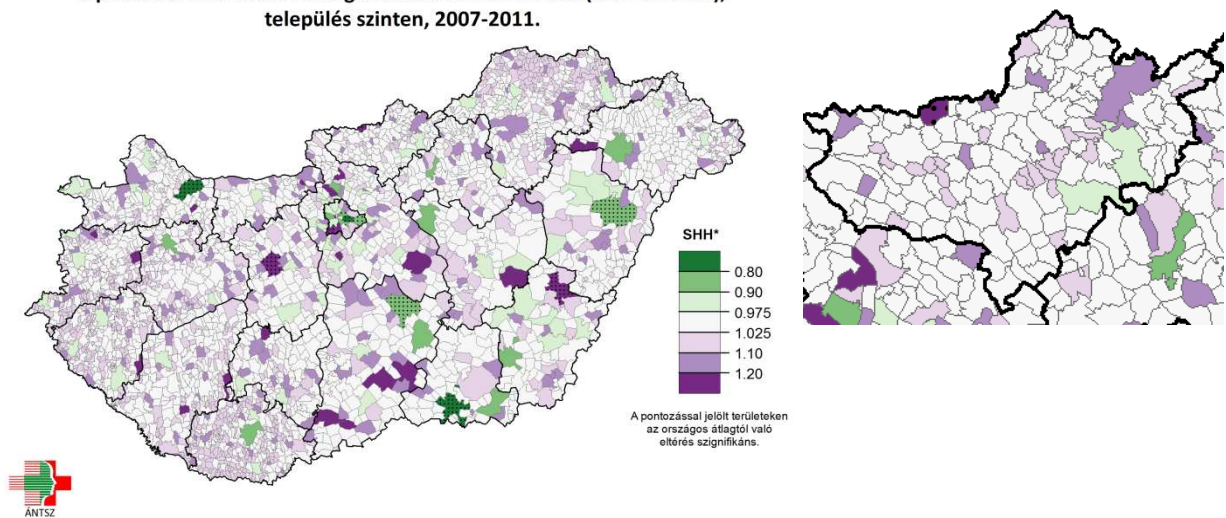 település szinten, 2007-2011.
SHH*
0.80
0.90
0.975
1.025
1.10
1.20
A pontozással jelölt területeken
az országos átlagtól való
eltérés szignifikáns.
ÁNTSZ